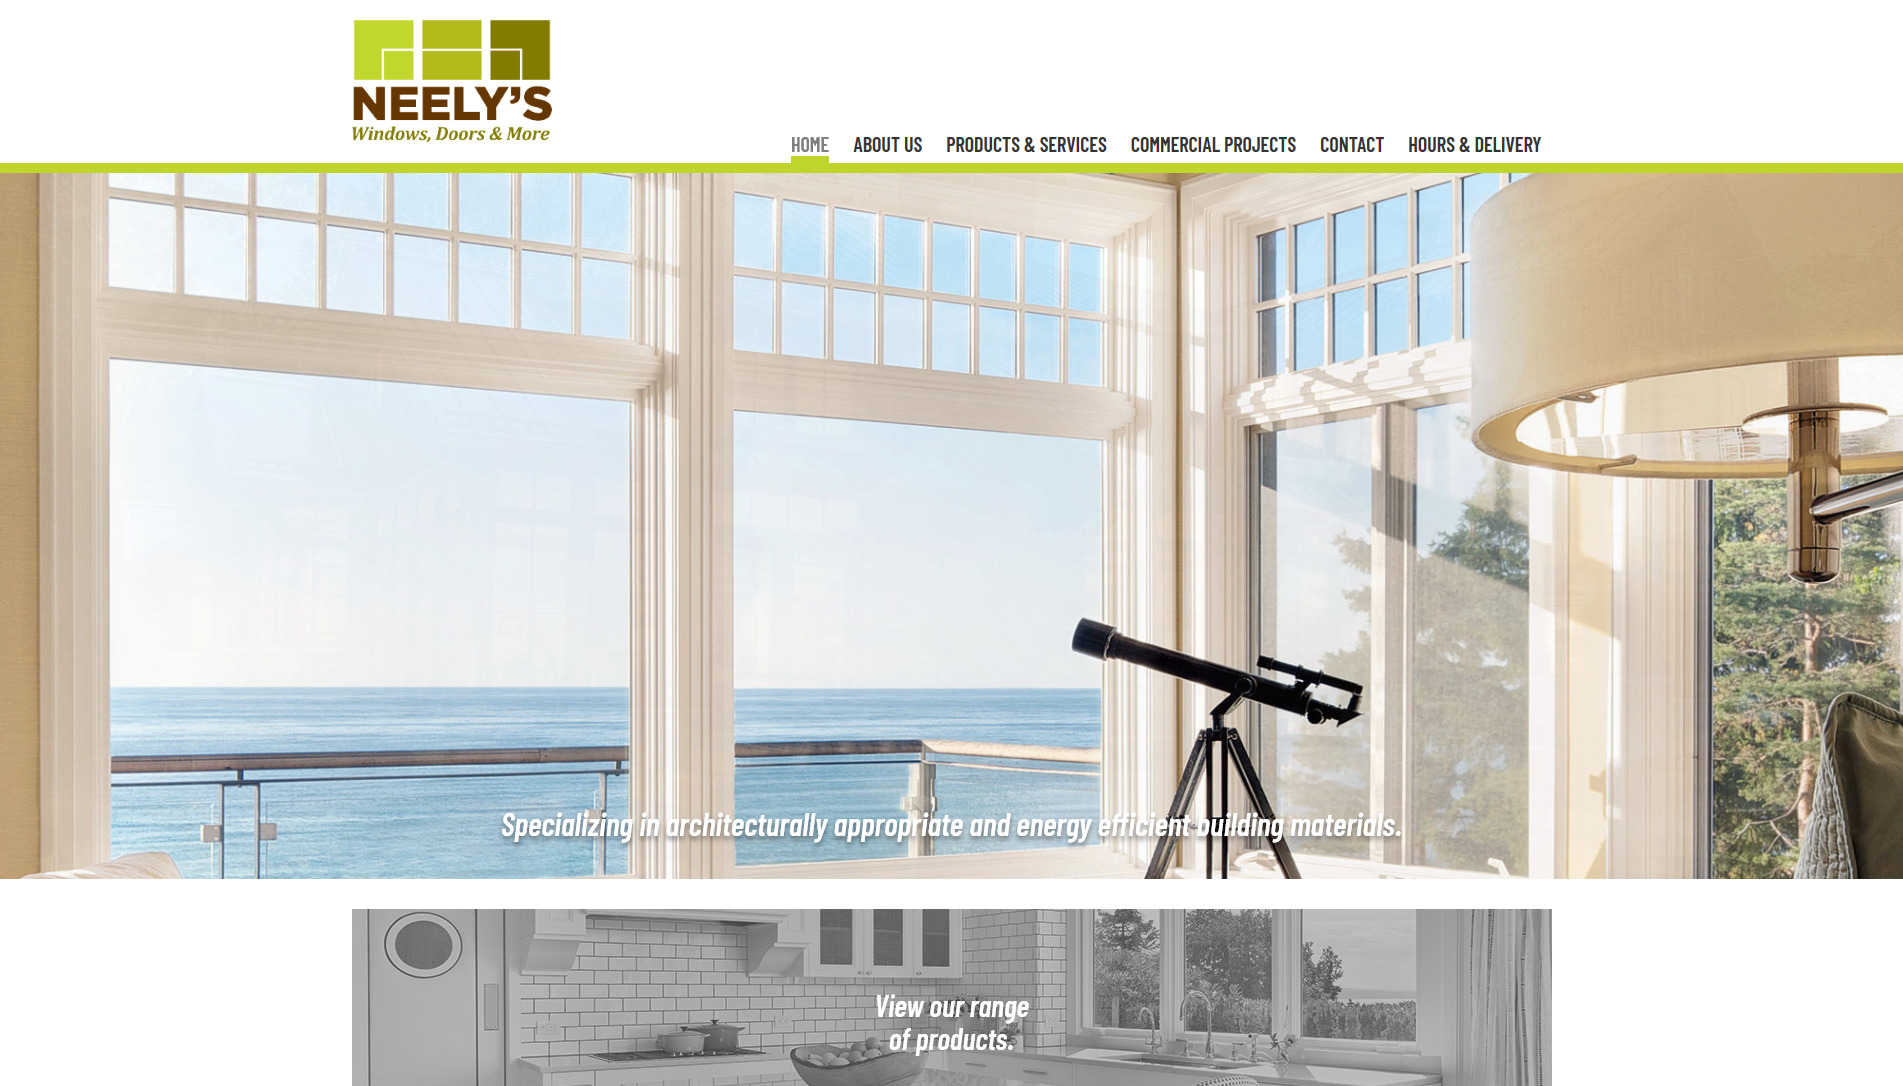 NEELY'S
Windows, Doors & More
HOME ABOUT US PRODUCTS & SERVICES COMMERCIAL PROJECTS CONTACT HOURS & DELIVERY
Specializing in architecturally appropriate and energy efficient building materials.
View our range
of products.